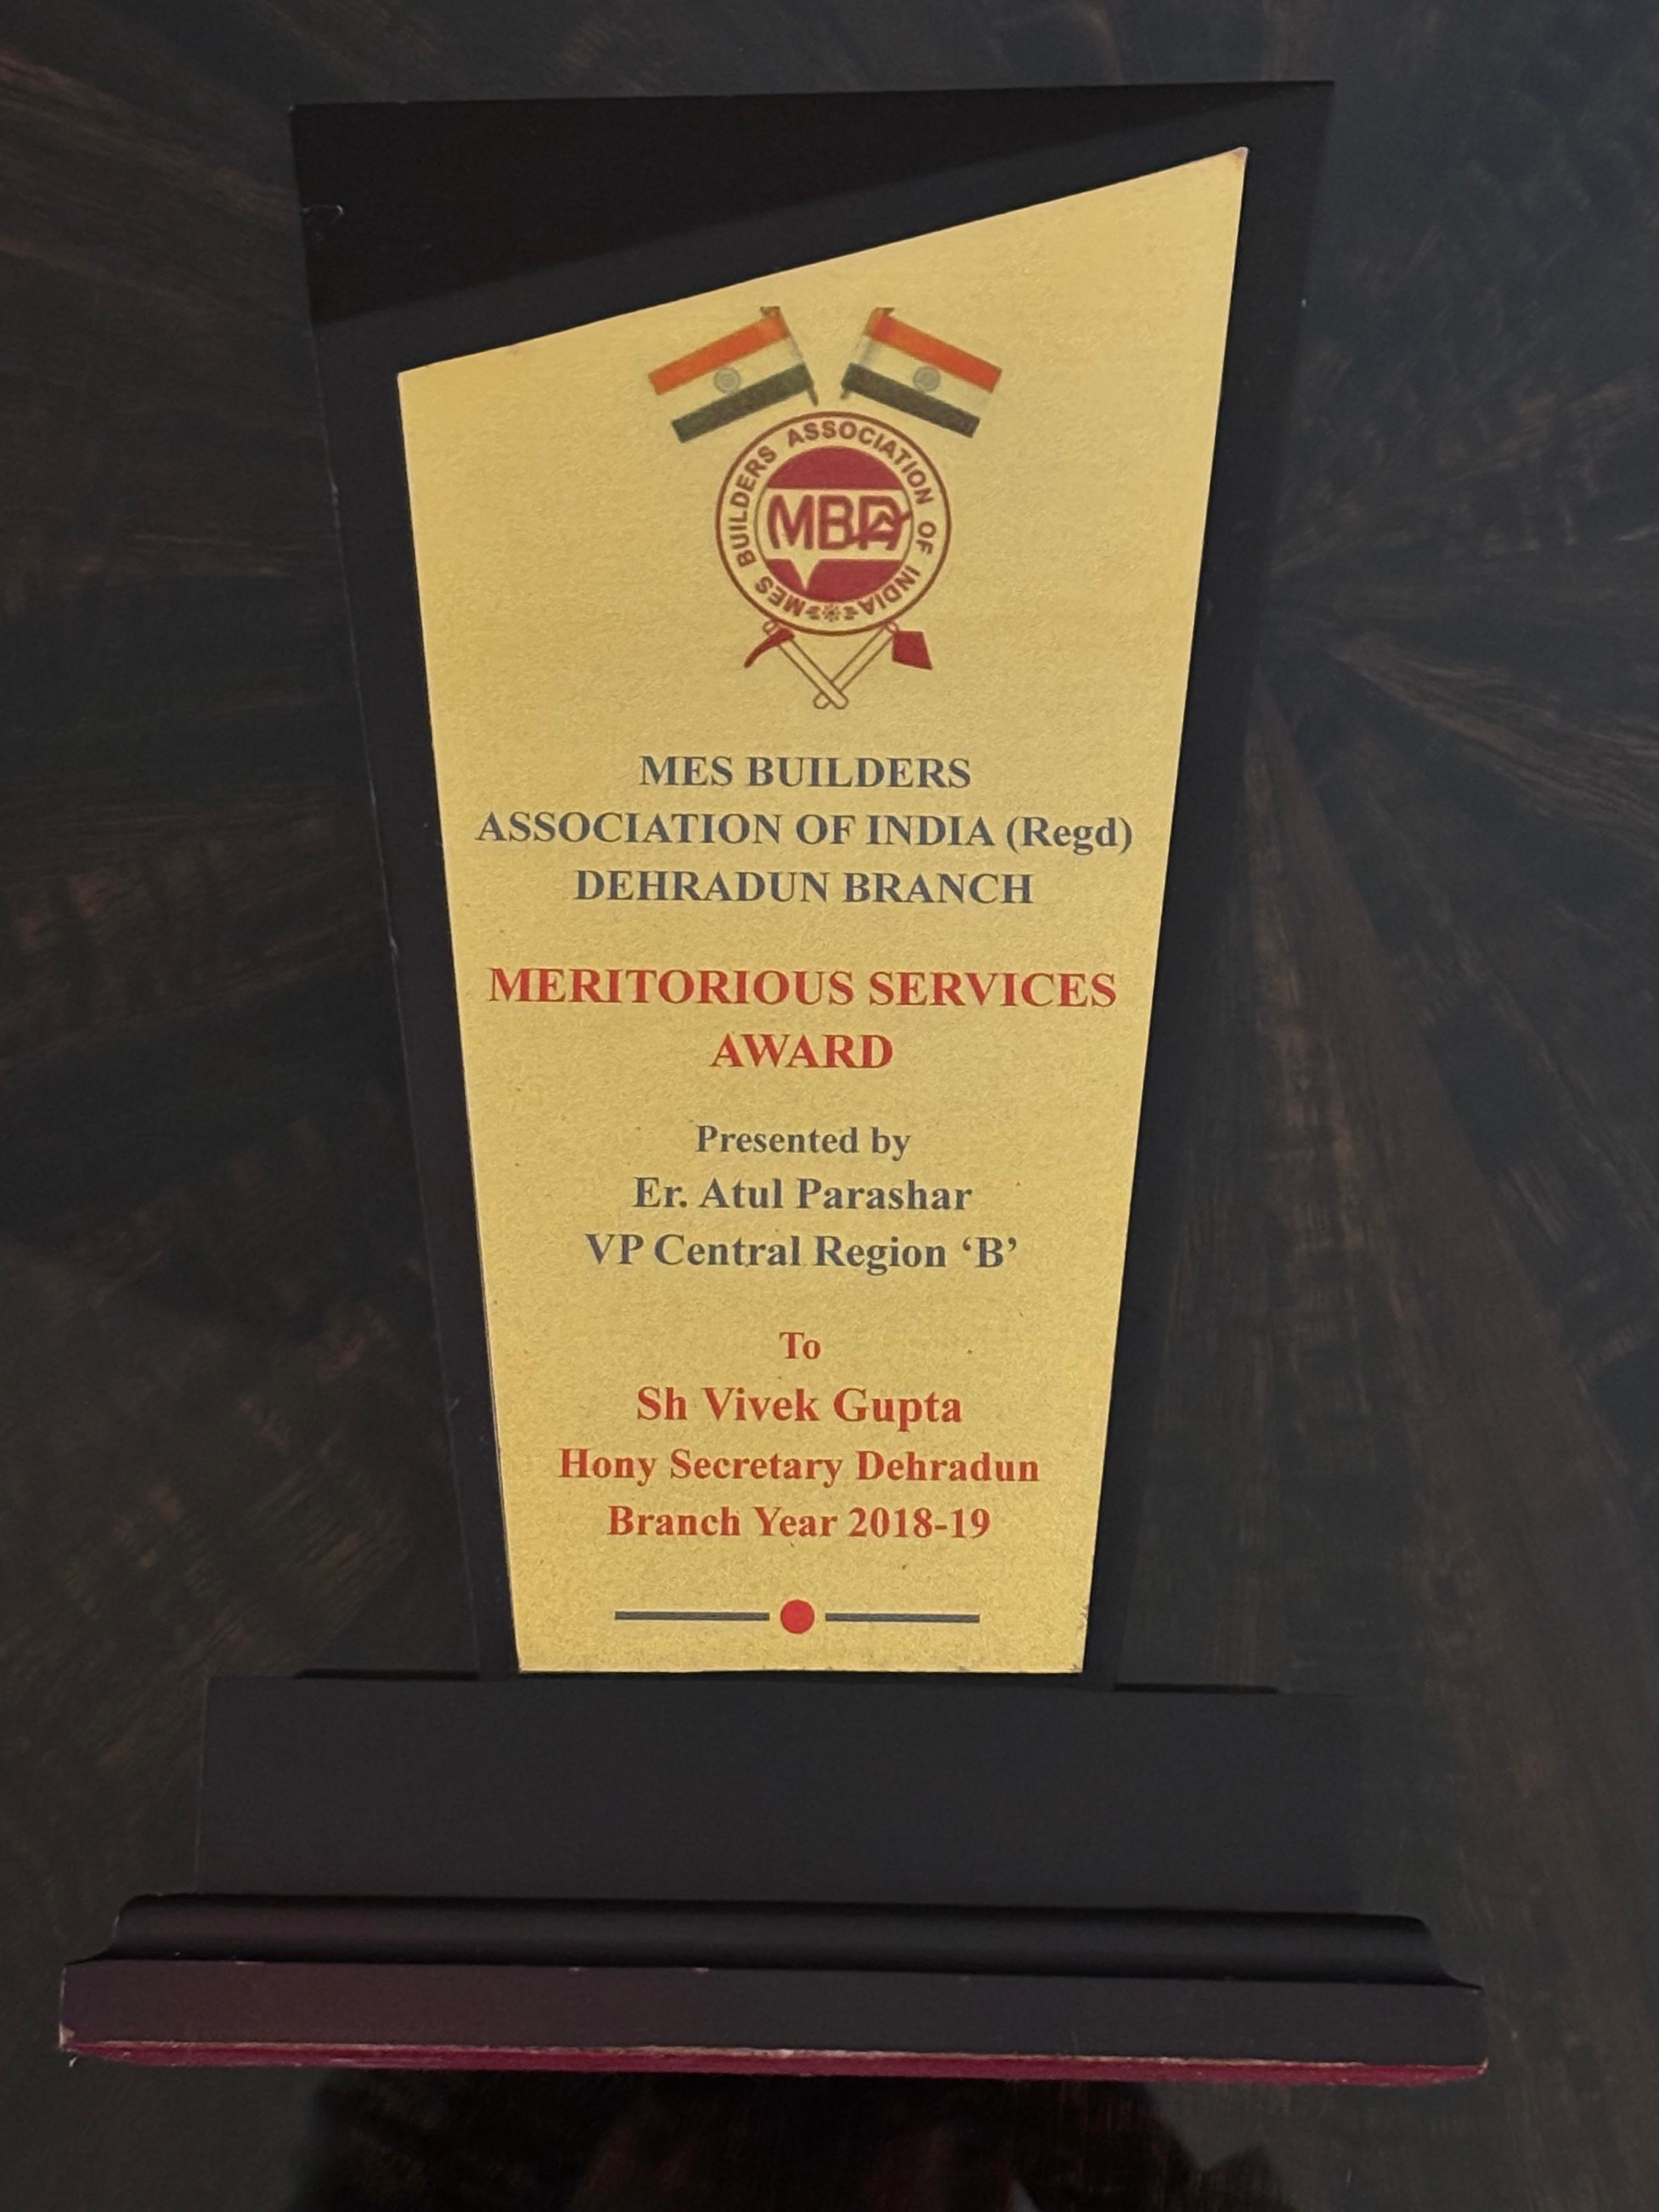 MES BUILDERS ASSOCIATION OF INDIA
MBA
MES BUILDERS
ASSOCIATION OF INDIA (Regd)
DEHRADUN BRANCH
MERITORIOUS SERVICES
AWARD
Presented by
Er. Atul Parashar
VP Central Region ‘B’
To
Sh Vivek Gupta
Hony Secretary Dehradun
Branch Year 2018-19